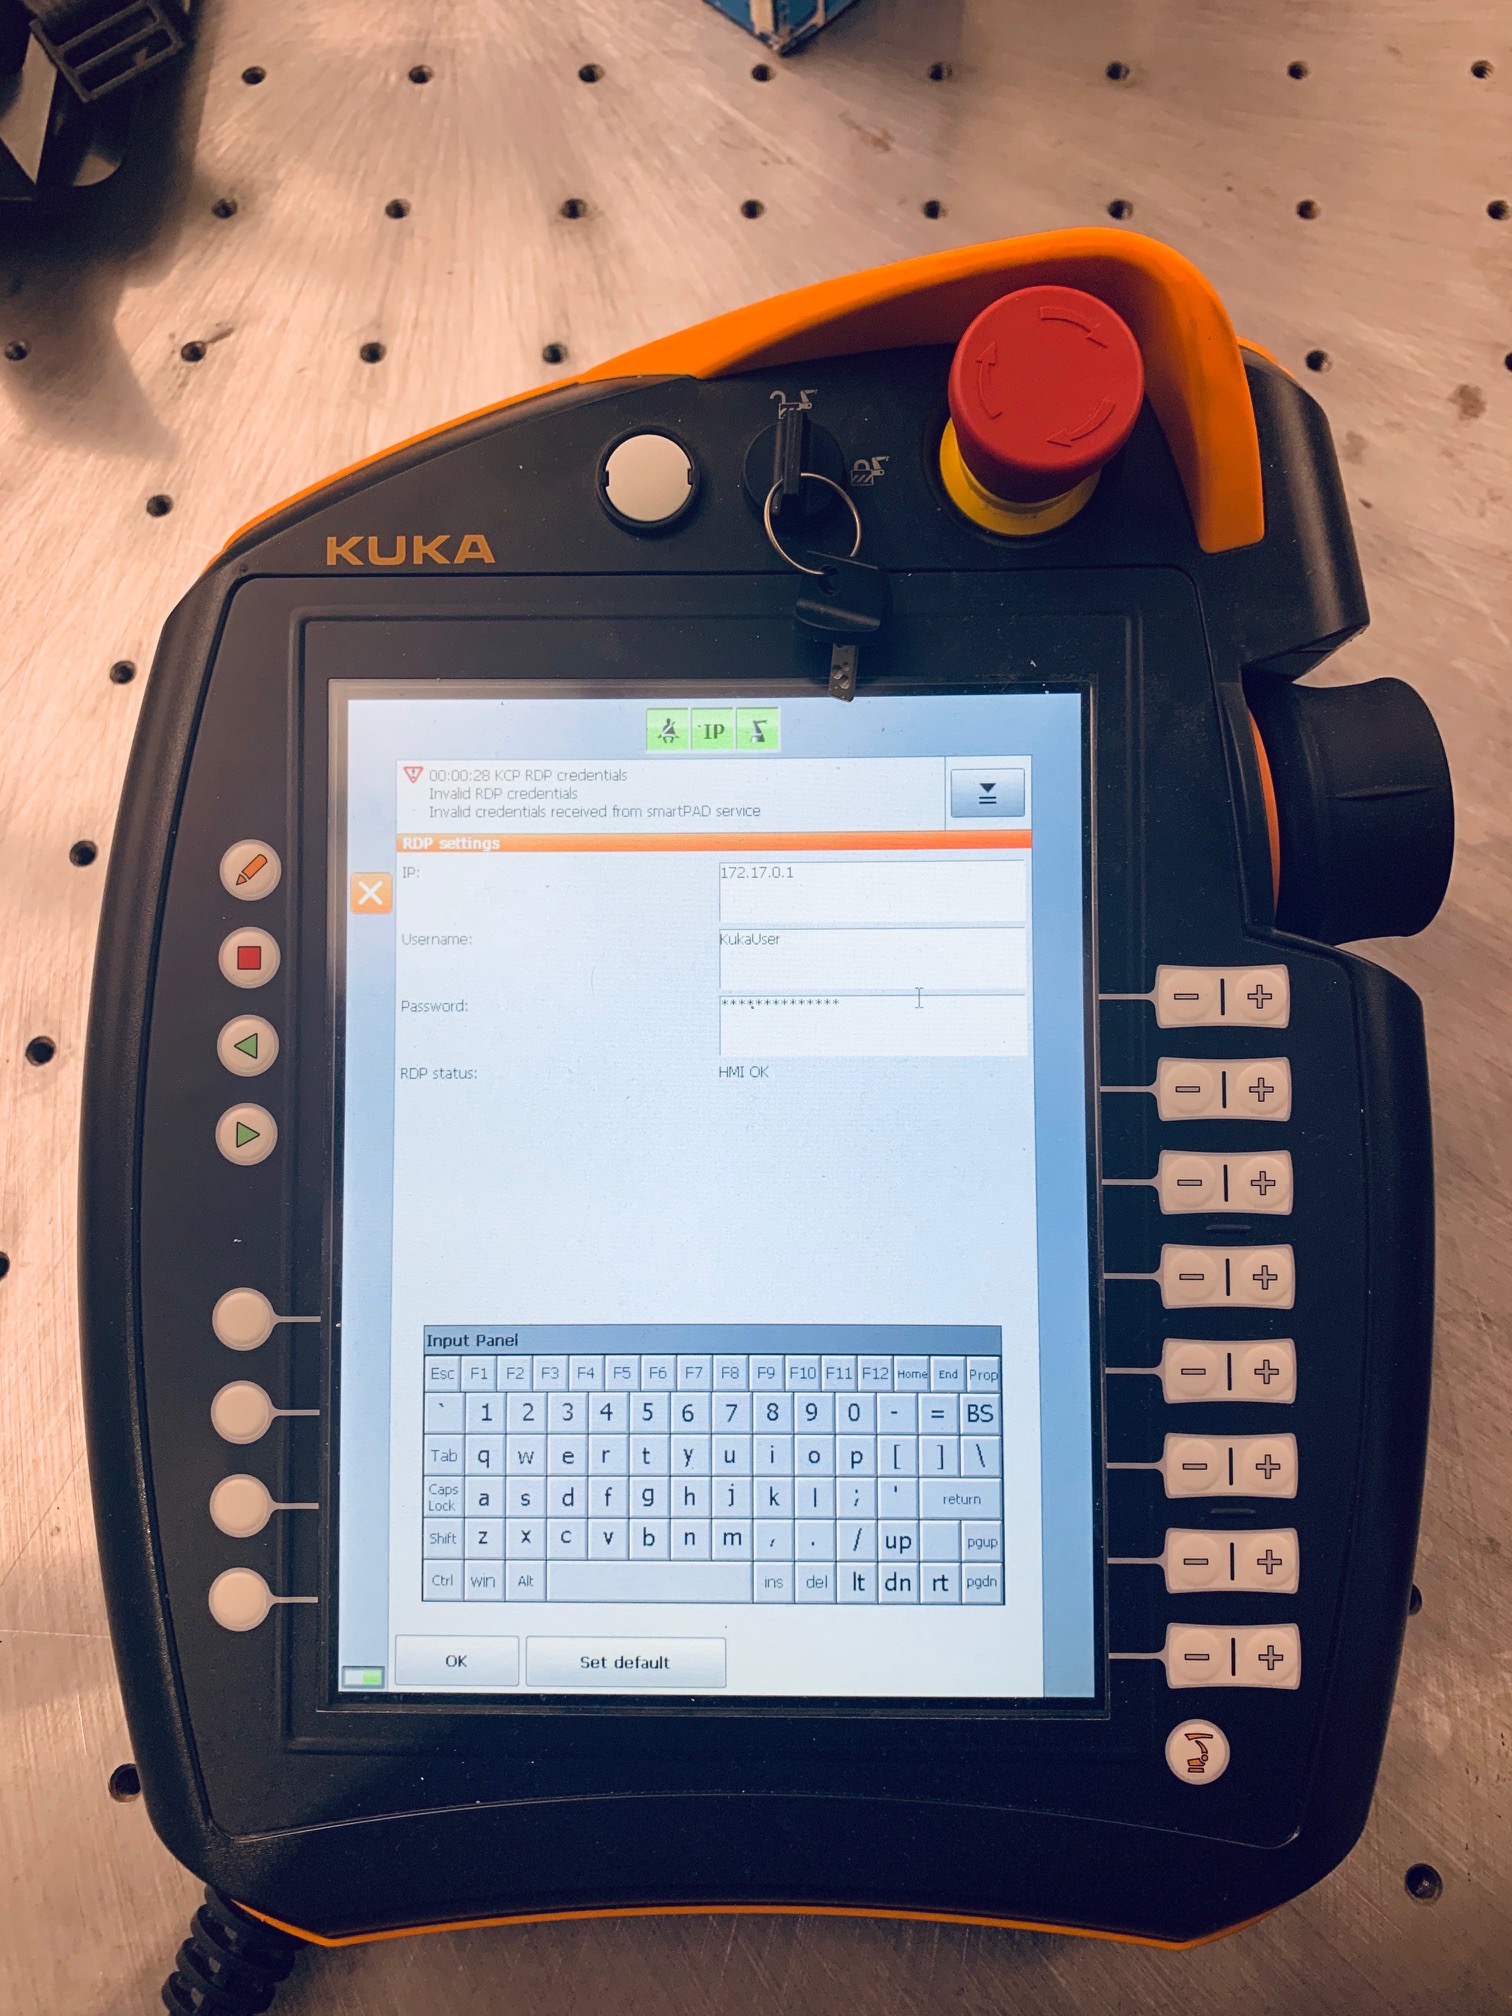 KUKA
IP
00:00:28 KCP RDP credentials
Invalid RDP credentials
Invalid credentials received from smartPAD service
RDP settings
IP:
172.17.0.1
Username:
KukaUser
Password:
**************
RDP status:
HMI OK
Input Panel
Esc F1 F2 F3 F4 F5 F6 F7 F8 F9 F10 F11 F12 Home End Prop
` 1 2 3 4 5 6 7 8 9 0 - = BS
Tab q w e r t y u i o p [ ] \
Caps Lock a s d f g h j k l ; ' return
Shift z x c v b n m , . / up pgup
Ctrl win Alt ins del lt dn rt pgdn
OK
Set default
- | +
- | +
- | +
- | +
- | +
- | +
- | +
- | +